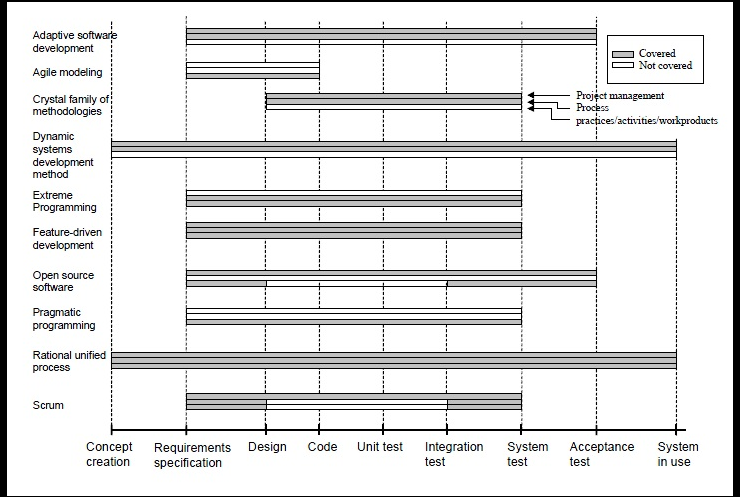 Adaptive software
development
Covered
Not covered
Agile modeling
Crystal family of
methodologies
Project management
Process
practices/activities/workproducts
Dynamic
systems
development
method
Extreme
Programming
Feature-driven
development
Open source
software
Pragmatic
programming
Rational unified
process
Scrum
Concept
creation
Requirements
specification
Design
Code
Unit test
Integration
test
System
test
Acceptance
test
System
in use